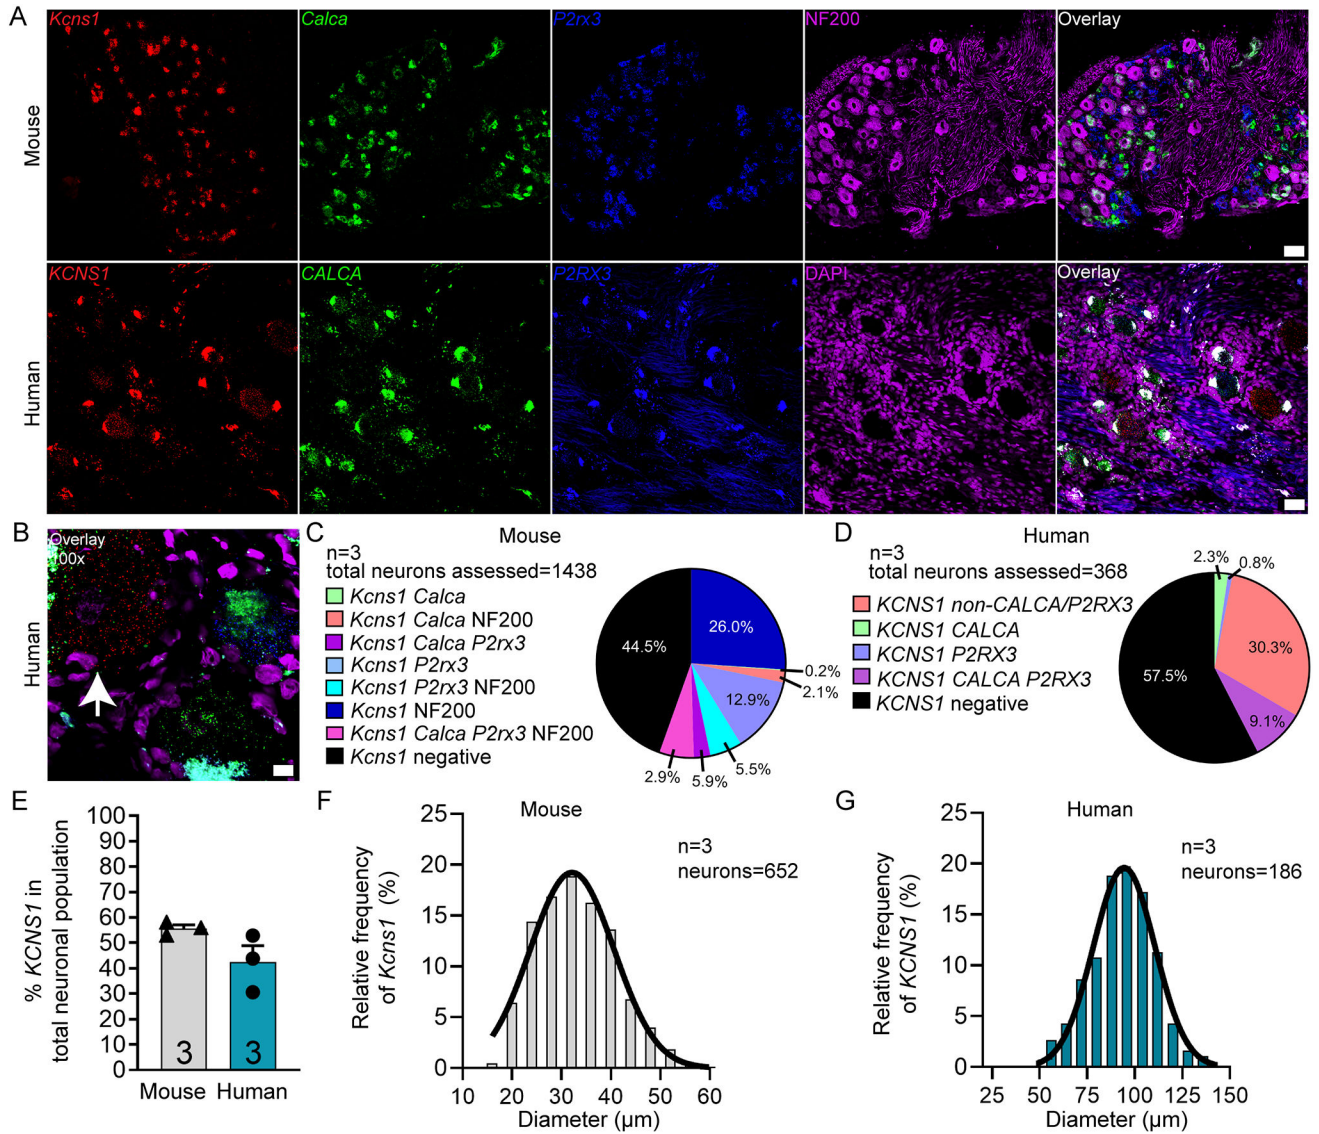 A
Kcns1
Calca
P2rx3
NF200
Overlay
Mouse
KCNS1
CALCA
P2RX3
DAPI
Overlay
Human
B
Overlay
100x
Human
C
Mouse
n=3
total neurons assessed=1438
Kcns1 Calca
Kcns1 Calca NF200
Kcns1 Calca P2rx3
Kcns1 P2rx3
Kcns1 P2rx3 NF200
Kcns1 NF200
Kcns1 Calca P2rx3 NF200
Kcns1 negative
44.5%
26.0%
0.2%
2.1%
12.9%
5.5%
5.9%
2.9%
D
Human
n=3
total neurons assessed=368
KCNS1 non-CALCA/P2RX3
KCNS1 CALCA
KCNS1 P2RX3
KCNS1 CALCA P2RX3
KCNS1 negative
2.3%
0.8%
30.3%
9.1%
57.5%
E
% KCNS1 in
total neuronal population
100
90
80
70
60
50
40
30
20
10
0
3
3
Mouse
Human
F
Mouse
n=3
neurons=652
Relative frequency
of Kcns1 (%)
25
20
15
10
5
0
10
20
30
40
50
60
Diameter (µm)
G
Human
n=3
neurons=186
Relative frequency
of KCNS1 (%)
25
20
15
10
5
0
25
50
75
100
125
150
Diameter (µm)